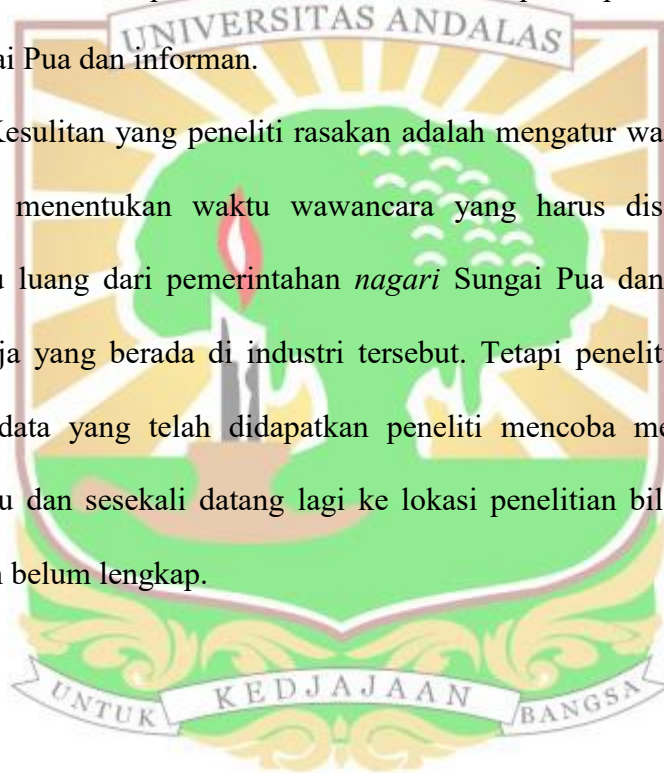 UNIVERSITAS ANDALAS
ai Pua dan informan.
Kesulitan yang peneliti rasakan adalah mengatur wa
menentukan waktu wawancara yang harus dis
u luang dari pemerintahan nagari Sungai Pua dan
ja yang berada di industri tersebut. Tetapi penelit
data yang telah didapatkan peneliti mencoba me
u dan sesekali datang lagi ke lokasi penelitian bil
n belum lengkap.
UNTUK KEDJAJAAN BANGSA